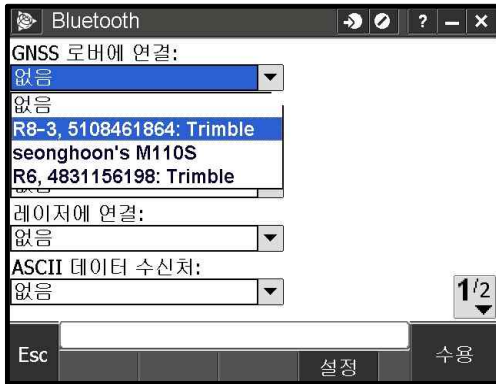 Bluetooth
? – ×
GNSS 로버에 연결:
없음
없음
R8-3, 5108461864: Trimble
seonghoon's M110S
R6, 4831156198: Trimble
레이저에 연결:
없음
ASCII 데이터 수신처:
없음
1/2
Esc
설정
수용